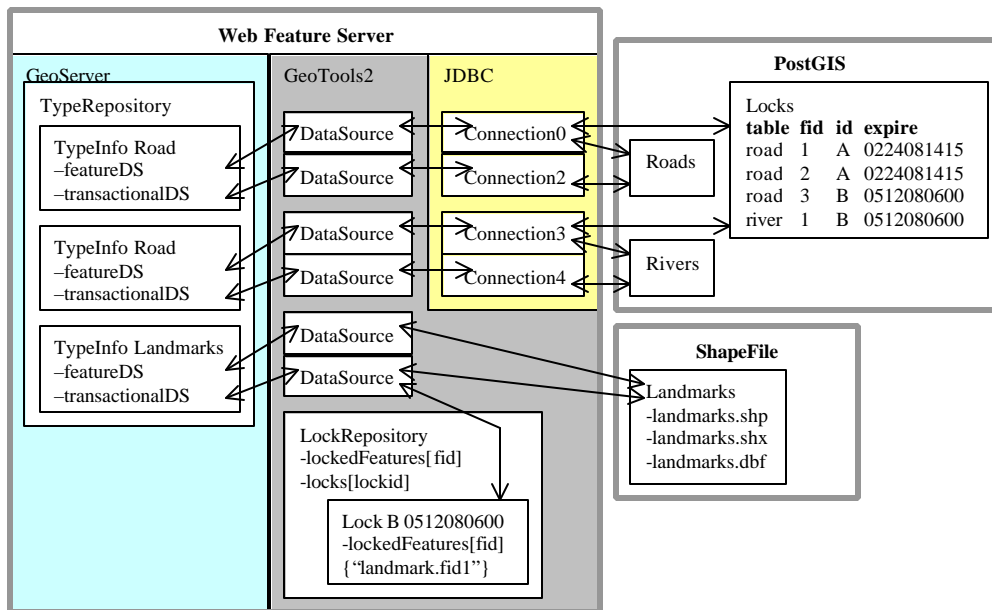 Web Feature Server
GeoServer
TypeRepository
TypeInfo Road
–featureDS
–transactionalDS
TypeInfo Road
–featureDS
–transactionalDS
TypeInfo Landmarks
–featureDS
–transactionalDS
GeoTools2
DataSource
DataSource
DataSource
DataSource
DataSource
DataSource
LockRepository
-lockedFeatures[fid]
-locks[lockid]
Lock B 0512080600
-lockedFeatures[fid]
{“landmark.fid1”}
JDBC
Connection0
Connection2
Connection3
Connection4
PostGIS
Roads
Rivers
Locks
table fid id expire
road 1 A 0224081415
road 2 A 0224081415
road 3 B 0512080600
river 1 B 0512080600
ShapeFile
Landmarks
-landmarks.shp
-landmarks.shx
-landmarks.dbf